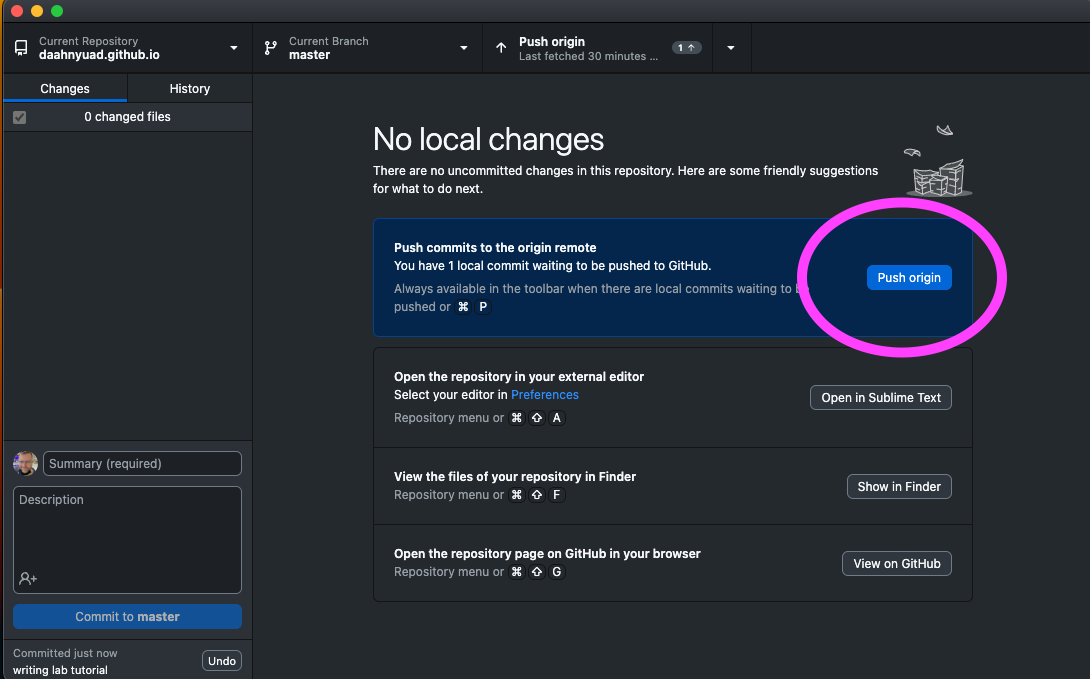 Current Repository
daahnyuad.github.io
Current Branch
master
Push origin
Last fetched 30 minutes ...
1
Changes
History
0 changed files
No local changes
There are no uncommitted changes in this repository. Here are some friendly suggestions
for what to do next.
Push commits to the origin remote
You have 1 local commit waiting to be pushed to GitHub.
Always available in the toolbar when there are local commits waiting to be
pushed or ⌘ P
Push origin
Open the repository in your external editor
Select your editor in Preferences
Repository menu or ⌘ ⇧ A
Open in Sublime Text
View the files of your repository in Finder
Repository menu or ⌘ ⇧ F
Show in Finder
Open the repository page on GitHub in your browser
Repository menu or ⌘ ⇧ G
View on GitHub
Summary (required)
Description
Commit to master
Committed just now
writing lab tutorial
Undo